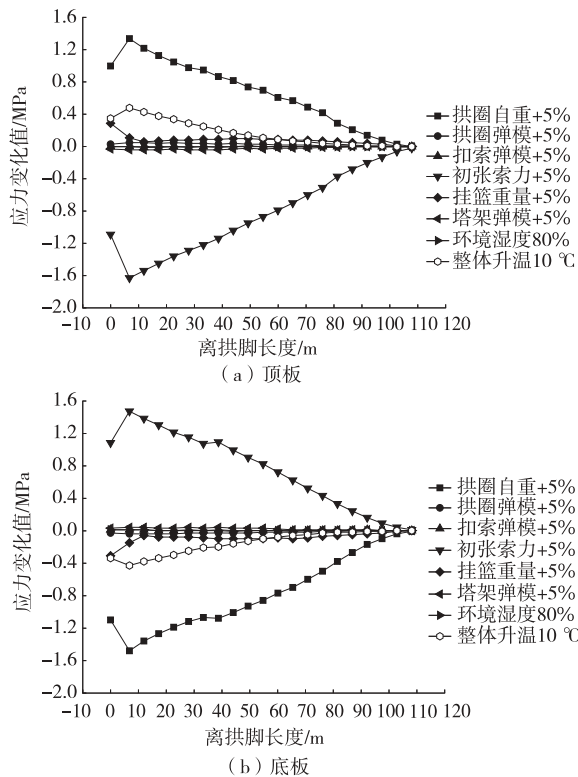 1.6
1.2
0.8
0.4
0.0
-0.4
-0.8
-1.2
-1.6
-2.0
应力变化值/MPa
拱圈自重+5%
拱圈弹模+5%
扣索弹模+5%
初张索力+5%
挂篮重量+5%
塔架弹模+5%
环境湿度80%
整体升温10 ℃
-10 0 10 20 30 40 50 60 70 80 90 100 110 120
离拱脚长度/m
(a)顶板
1.6
1.2
0.8
0.4
0.0
-0.4
-0.8
-1.2
-1.6
-2.0
应力变化值/MPa
拱圈自重+5%
拱圈弹模+5%
扣索弹模+5%
初张索力+5%
挂篮重量+5%
塔架弹模+5%
环境湿度80%
整体升温10 ℃
-10 0 10 20 30 40 50 60 70 80 90 100 110 120
离拱脚长度/m
(b)底板